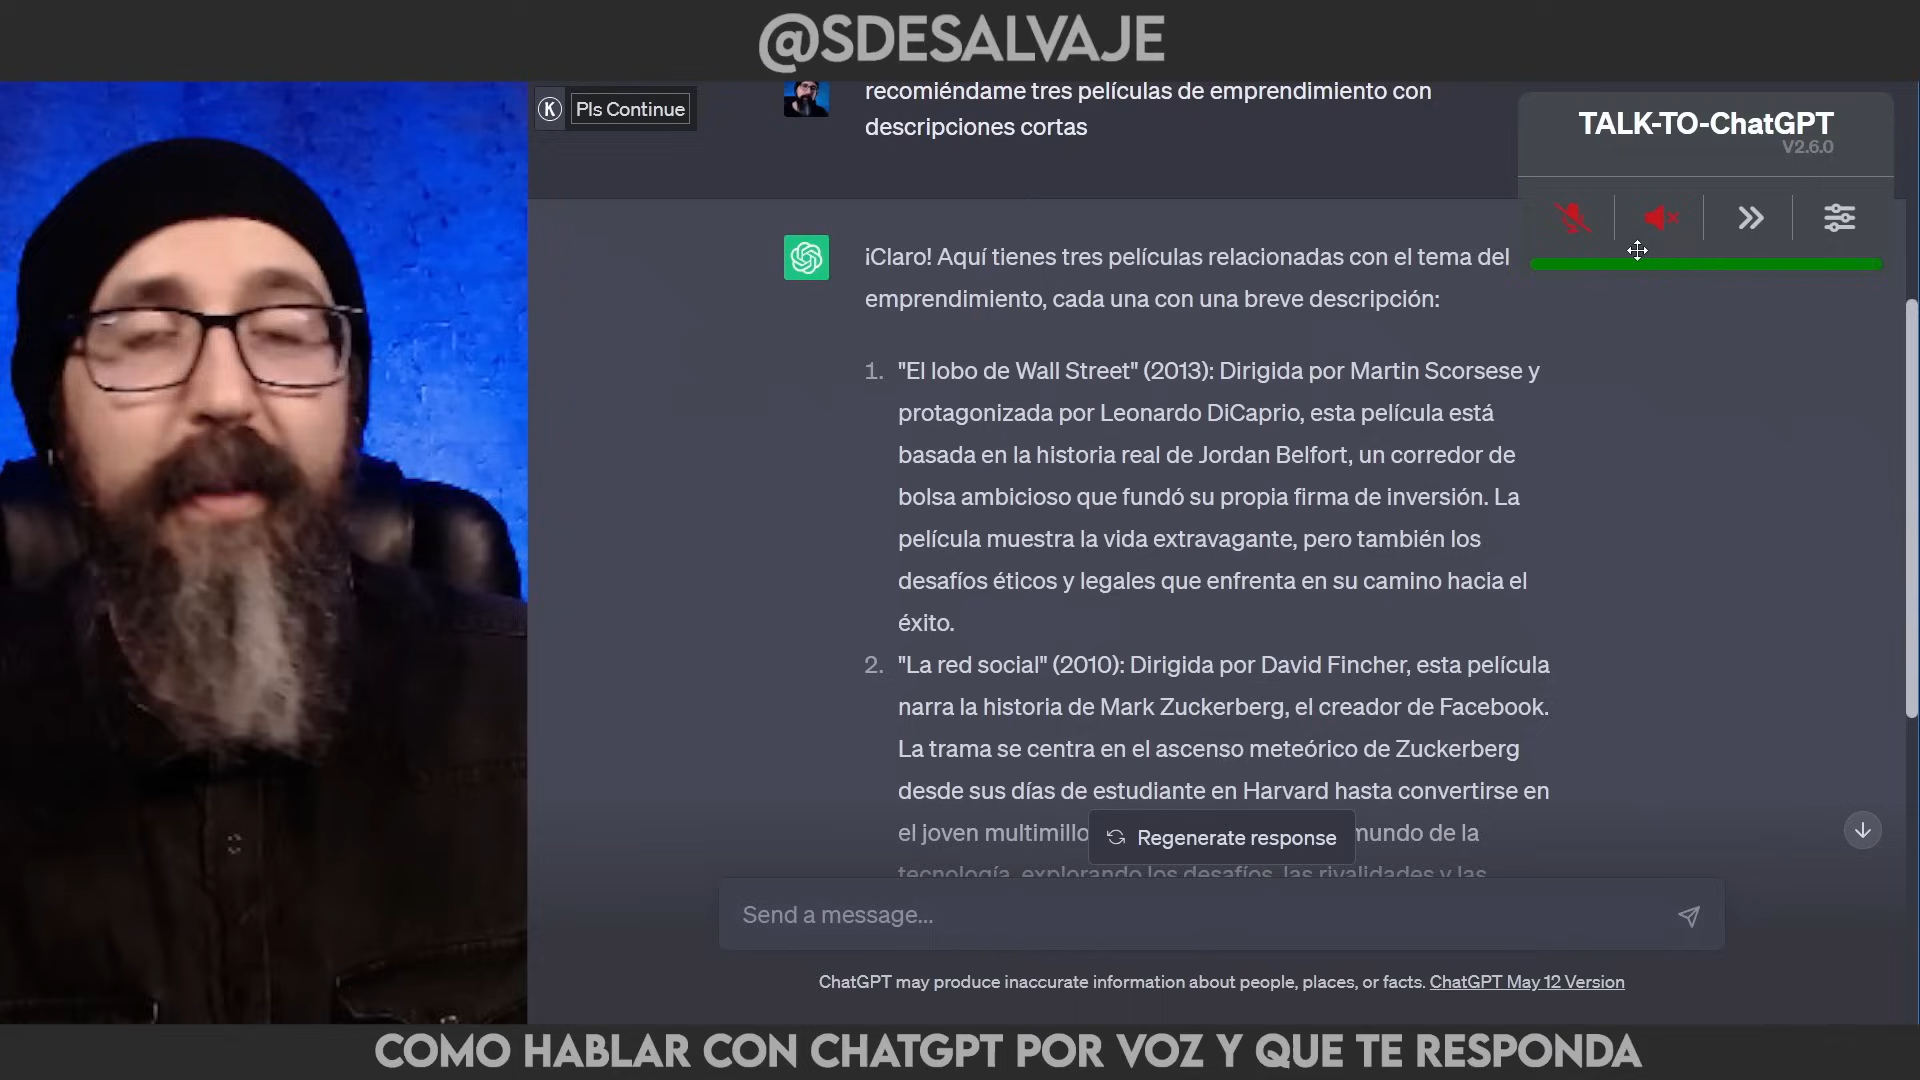 @SDESALVAJE
K Pls Continue
recomiéndame tres películas de emprendimiento con
descripciones cortas
TALK-TO-ChatGPT
V2.6.0
¡Claro! Aquí tienes tres películas relacionadas con el tema del
emprendimiento, cada una con una breve descripción:
1. "El lobo de Wall Street" (2013): Dirigida por Martin Scorsese y
protagonizada por Leonardo DiCaprio, esta película está
basada en la historia real de Jordan Belfort, un corredor de
bolsa ambicioso que fundó su propia firma de inversión. La
película muestra la vida extravagante, pero también los
desafíos éticos y legales que enfrenta en su camino hacia el
éxito.
2. "La red social" (2010): Dirigida por David Fincher, esta película
narra la historia de Mark Zuckerberg, el creador de Facebook.
La trama se centra en el ascenso meteórico de Zuckerberg
desde sus días de estudiante en Harvard hasta convertirse en
el joven multimillo mundo de la
Regenerate response
tecnología, explorando los desafíos, las rivalidades y las
Send a message...
ChatGPT may produce inaccurate information about people, places, or facts. ChatGPT May 12 Version
COMO HABLAR CON CHATGPT POR VOZ Y QUE TE RESPONDA